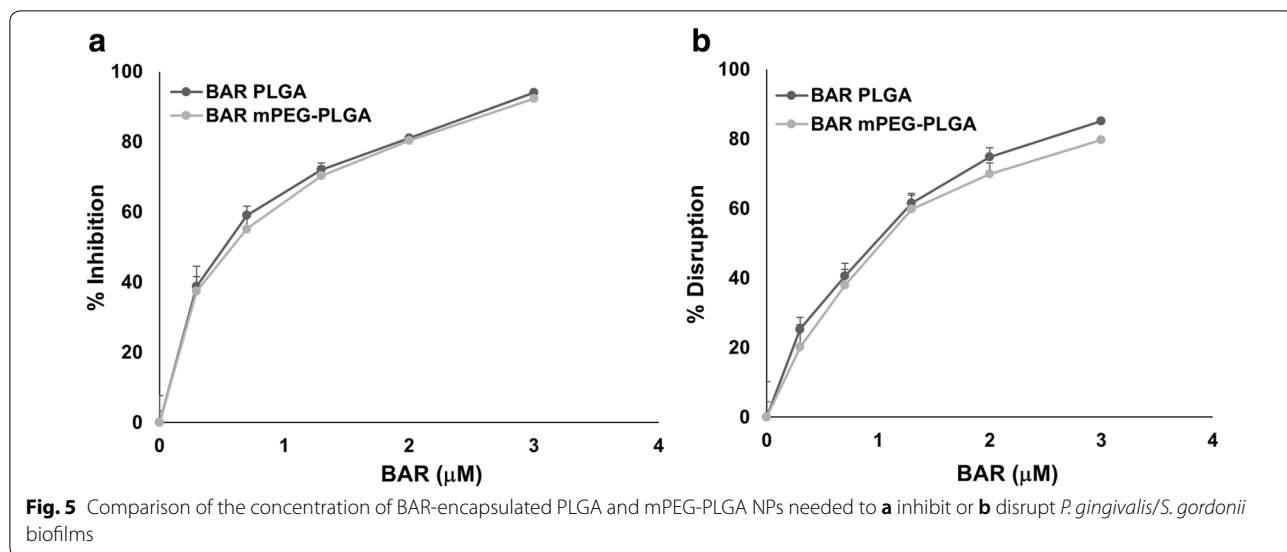 a
100
80
60
40
20
0
% Inhibition
BAR PLGA
BAR mPEG-PLGA
0 1 2 3 4
BAR (μM)
b
100
80
60
40
20
0
% Disruption
BAR PLGA
BAR mPEG-PLGA
0 1 2 3 4
BAR (μM)
Fig. 5 Comparison of the concentration of BAR-encapsulated PLGA and mPEG-PLGA NPs needed to a inhibit or b disrupt P. gingivalis/S. gordonii
biofilms